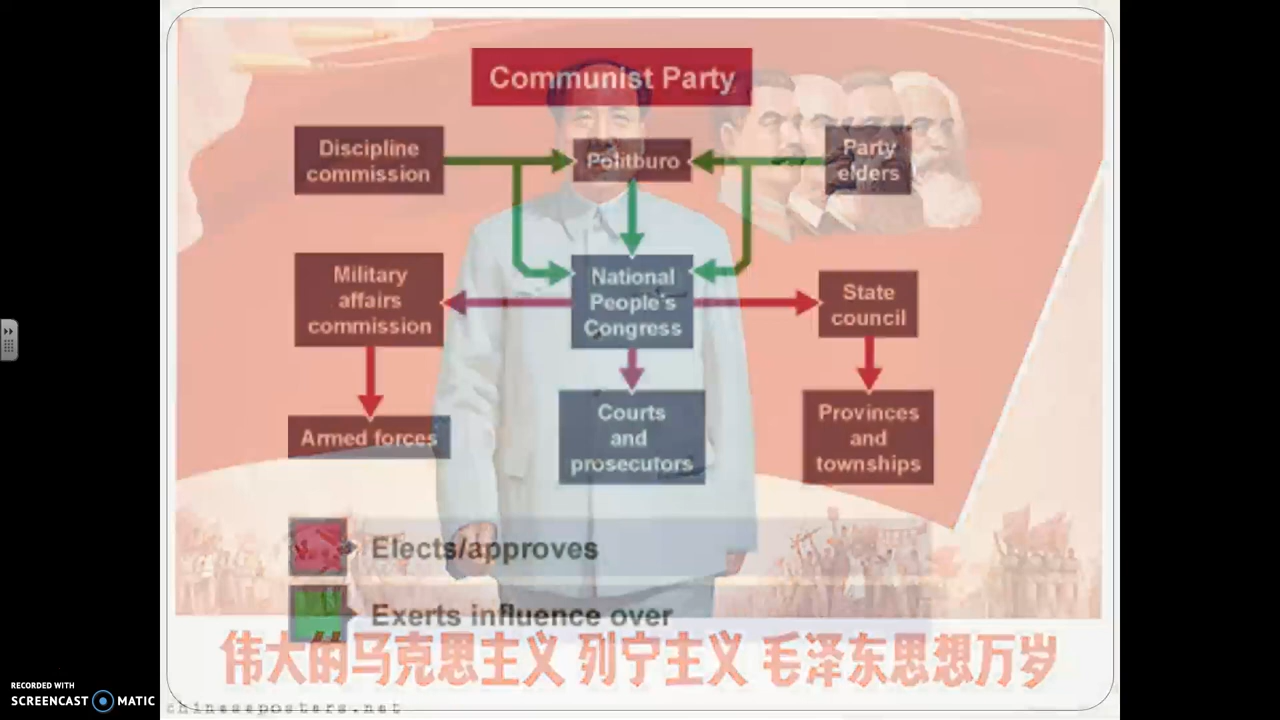 Communist Party
Discipline
commission
Politburo
Party
elders
Military
affairs
commission
National
People's
Congress
State
council
Armed forces
Courts
and
prosecutors
Provinces
and
townships
Elects/approves
Exerts influence over
伟大的马克思主义 列宁主义 毛泽东思想万岁
chineseposters.net
RECORDED WITH
SCREENCAST MATIC